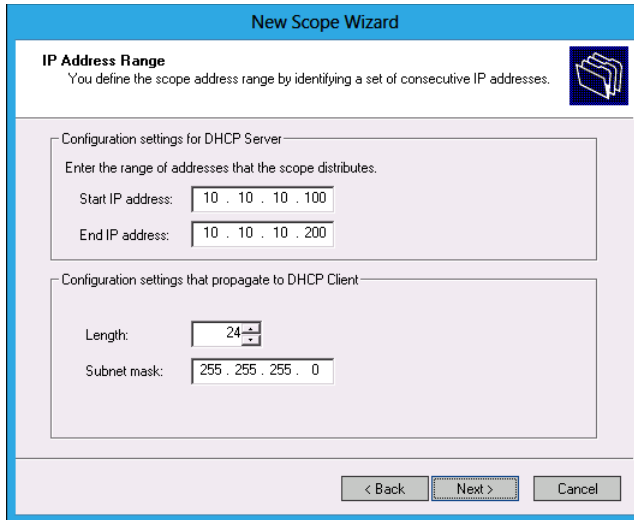 New Scope Wizard
IP Address Range
You define the scope address range by identifying a set of consecutive IP addresses.
Configuration settings for DHCP Server
Enter the range of addresses that the scope distributes.
Start IP address: 10 . 10 . 10 . 100
End IP address: 10 . 10 . 10 . 200
Configuration settings that propagate to DHCP Client
Length: 24
Subnet mask: 255 . 255 . 255 . 0
< Back Next > Cancel